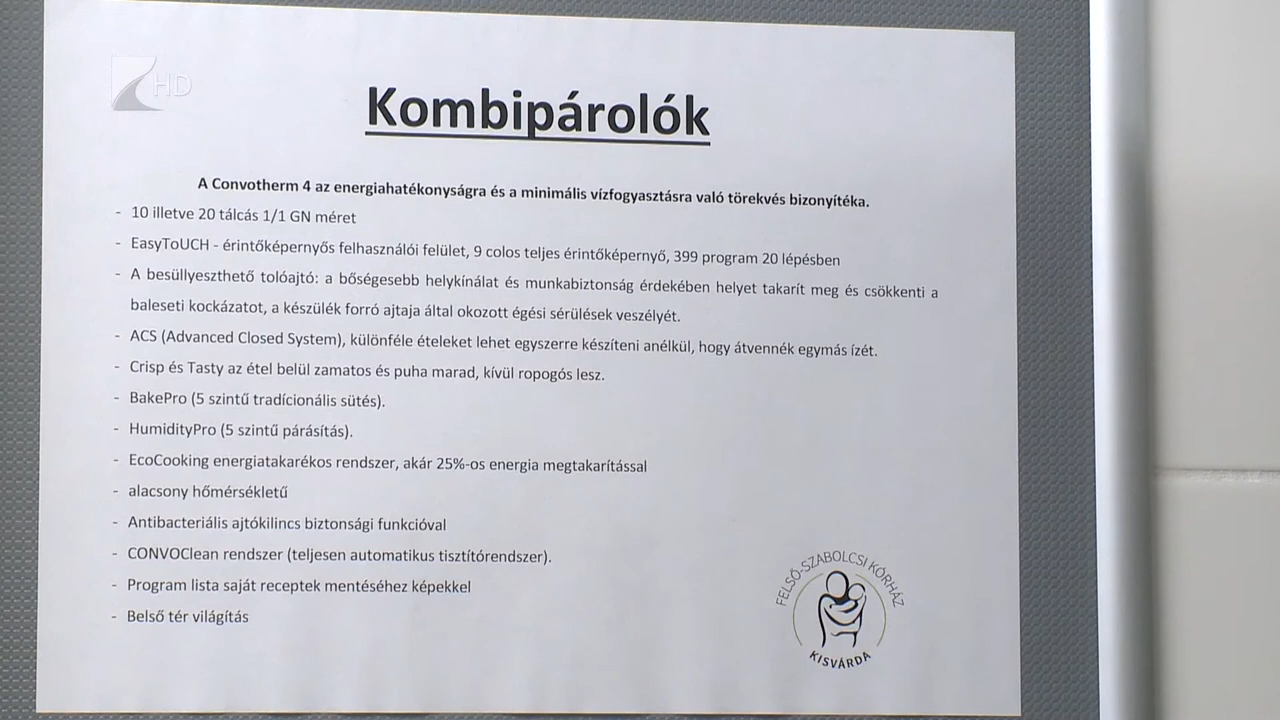 HD
Kombipárolók
A Convotherm 4 az energiahatékonyságra és a minimális vízfogyasztásra való törekvés bizonyítéka.
- 10 illetve 20 tálcás 1/1 GN méret
- EasyToUCH - érintőképernyős felhasználói felület, 9 colos teljes érintőképernyő, 399 program 20 lépésben
- A besüllyeszthető tolóajtó: a bőségesebb helykínálat és munkabiztonság érdekében helyet takarít meg és csökkenti a
baleseti kockázatot, a készülék forró ajtaja által okozott égési sérülések veszélyét.
- ACS (Advanced Closed System), különféle ételeket lehet egyszerre készíteni anélkül, hogy átvennék egymás ízét.
- Crisp és Tasty az étel belül zamatos és puha marad, kívül ropogós lesz.
- BakePro (5 szintű tradícionális sütés).
- HumidityPro (5 szintű párásítás).
- EcoCooking energiatakarékos rendszer, akár 25%-os energia megtakarítással
- alacsony hőmérsékletű
- Antibacteriális ajtókilincs biztonsági funkcióval
- CONVOClean rendszer (teljesen automatikus tisztítórendszer).
- Program lista saját receptek mentéséhez képekkel
- Belső tér világítás
FELSŐ-SZABOLCSI KÓRHÁZ
KISVÁRDA